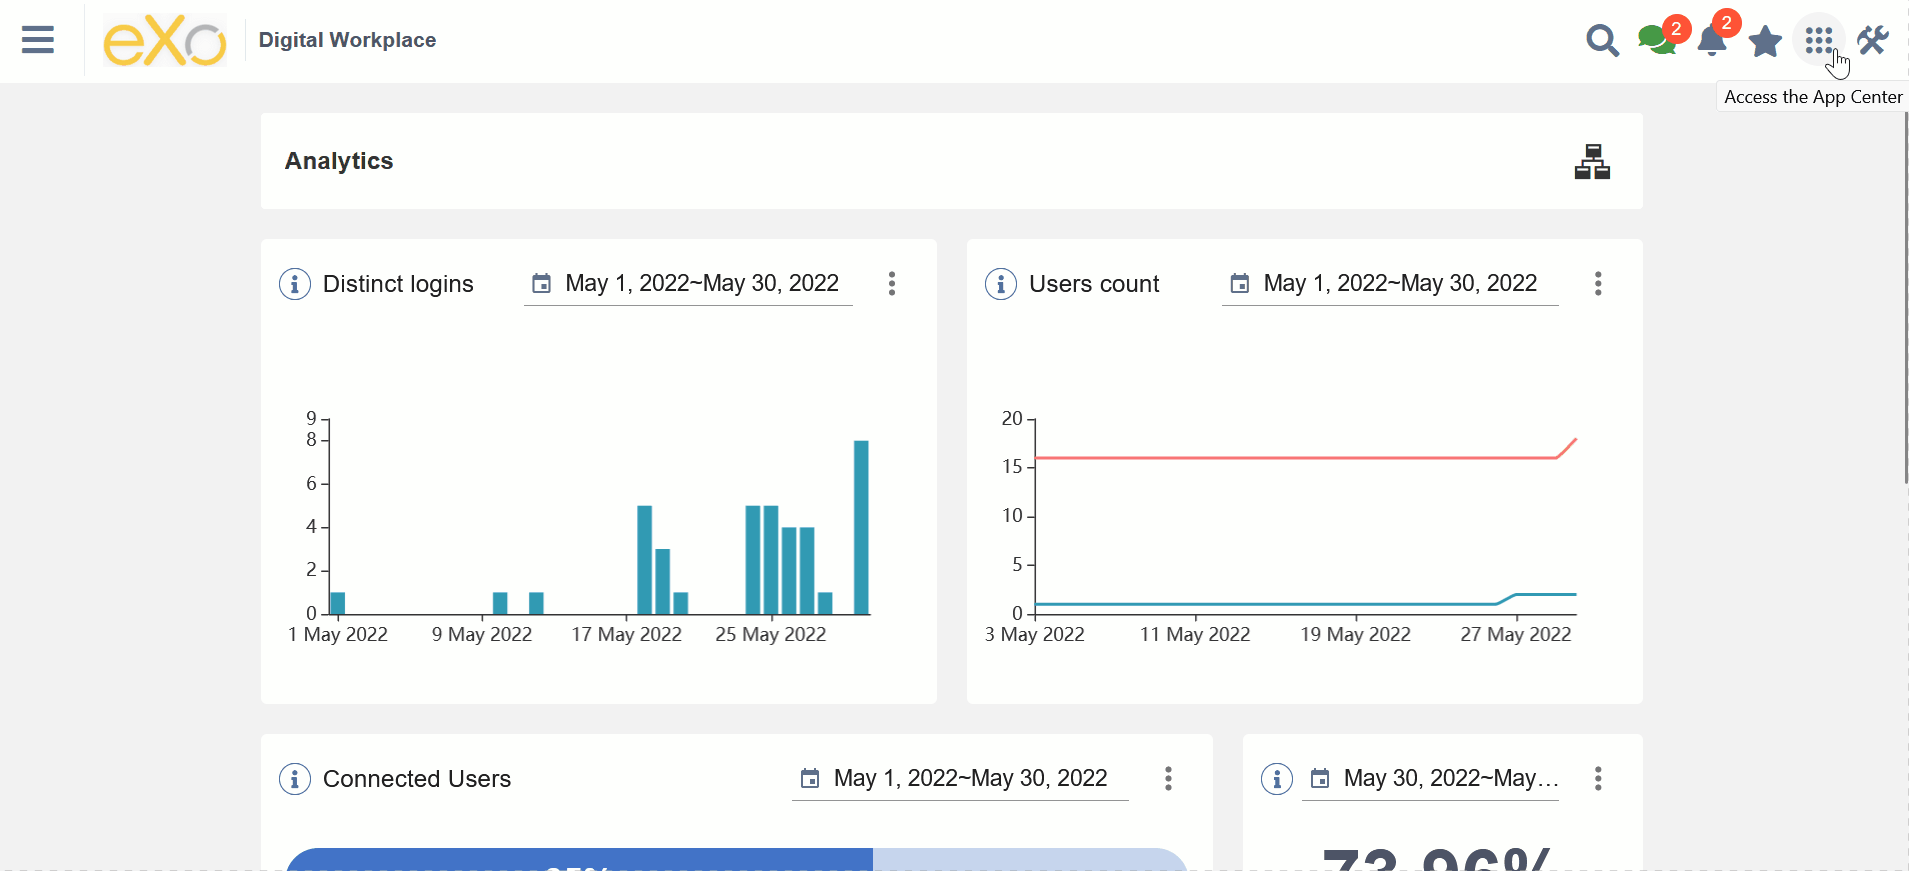 eXo
Digital Workplace
2
2
Access the App Center
Analytics
Distinct logins
May 1, 2022~May 30, 2022
9
8
6
4
2
0
1 May 2022 9 May 2022 17 May 2022 25 May 2022
Users count
May 1, 2022~May 30, 2022
20
15
10
5
0
3 May 2022 11 May 2022 19 May 2022 27 May 2022
Connected Users
May 1, 2022~May 30, 2022
May 30, 2022~May...
73.96%